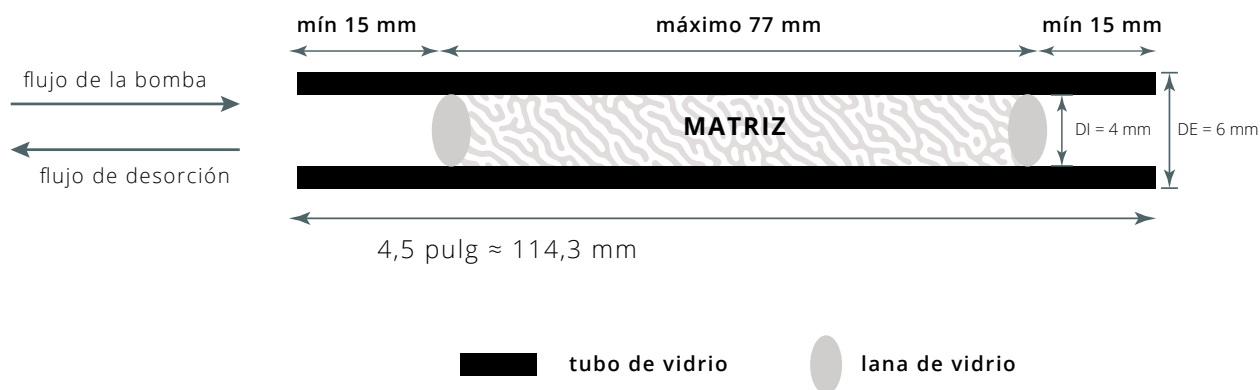 mín 15 mm
máximo 77 mm
mín 15 mm
flujo de la bomba
MATRIZ
DI = 4 mm
DE = 6 mm
flujo de desorción
4,5 pulg ≈ 114,3 mm
tubo de vidrio
lana de vidrio